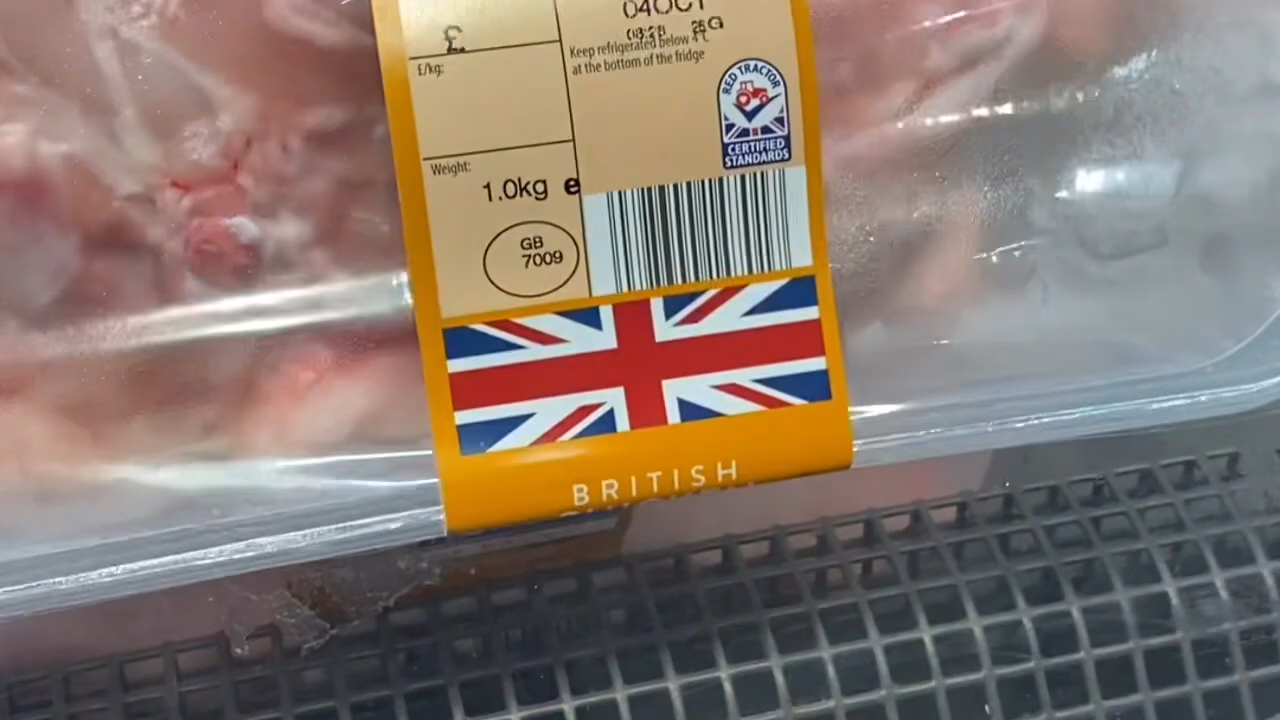 04OCT
£
Keep refrigerated below 4°C
at the bottom of the fridge
£/kg:
RED TRACTOR
CERTIFIED
STANDARDS
Weight:
1.0kg e
GB
7009
BRITISH